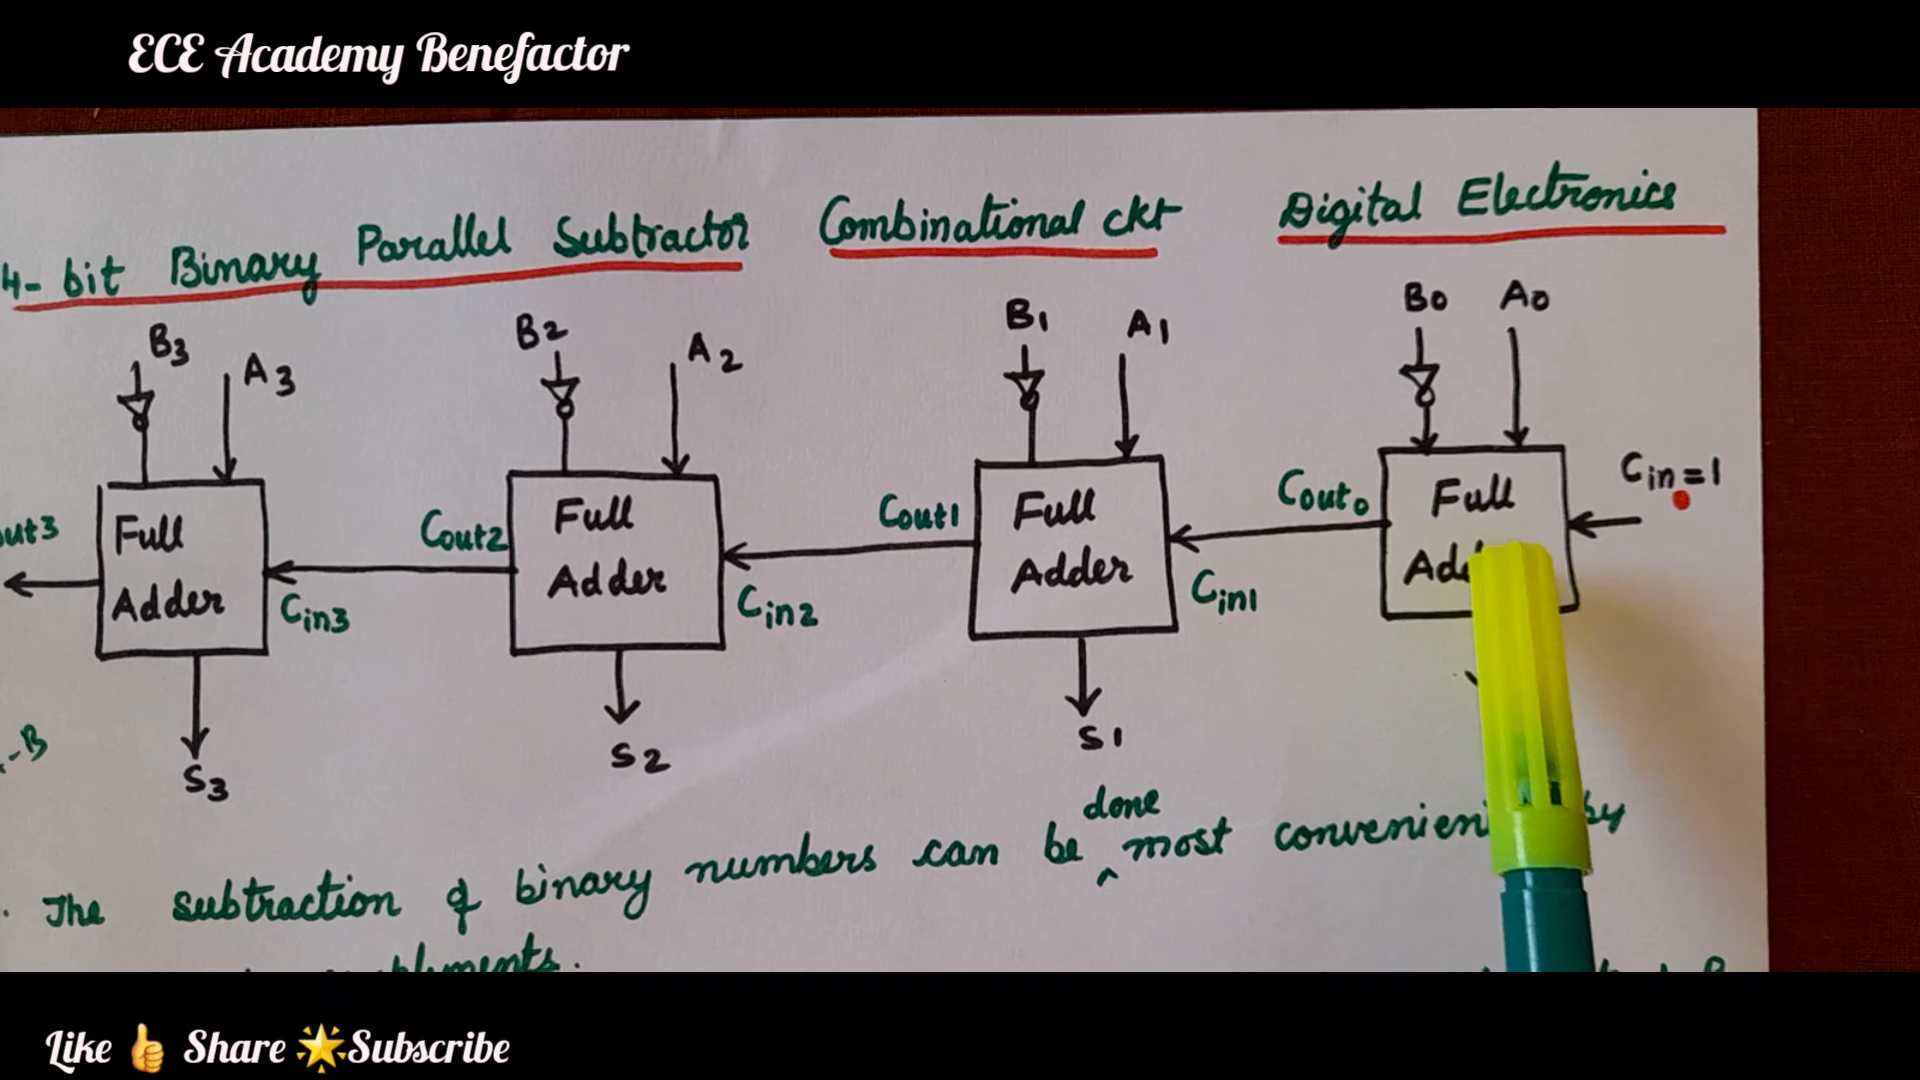 ECE Academy Benefactor
4-bit Binary Parallel Subtractor Combinational ckt Digital Electronics
B3 A3 B2 A2 B1 A1 B0 A0
Cin=1
Full Adder Full Adder Full Adder Full
Cout2 Cout1 Cout0
Cin3 Cin2 Cin1
S3 S2 S1
-B
done
. The subtraction of binary numbers can be ^ most by
Like 👍 Share 🌟Subscribe